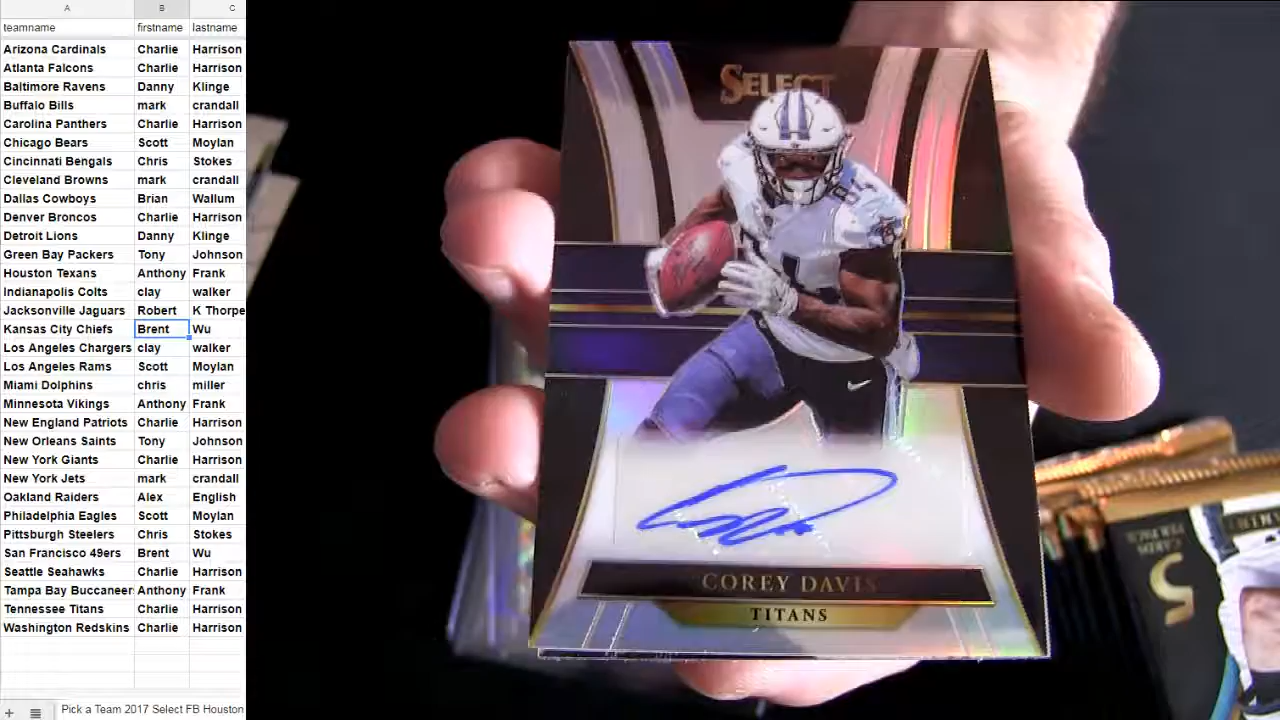 A B C
teamname firstname lastname
Arizona Cardinals Charlie Harrison
Atlanta Falcons Charlie Harrison
Baltimore Ravens Danny Klinge
Buffalo Bills mark crandall
Carolina Panthers Charlie Harrison
Chicago Bears Scott Moylan
Cincinnati Bengals Chris Stokes
Cleveland Browns mark crandall
Dallas Cowboys Brian Wallum
Denver Broncos Charlie Harrison
Detroit Lions Danny Klinge
Green Bay Packers Tony Johnson
Houston Texans Anthony Frank
Indianapolis Colts clay walker
Jacksonville Jaguars Robert K Thorpe
Kansas City Chiefs Brent Wu
Los Angeles Chargers clay walker
Los Angeles Rams Scott Moylan
Miami Dolphins chris miller
Minnesota Vikings Anthony Frank
New England Patriots Charlie Harrison
New Orleans Saints Tony Johnson
New York Giants Charlie Harrison
New York Jets mark crandall
Oakland Raiders Alex English
Philadelphia Eagles Scott Moylan
Pittsburgh Steelers Chris Stokes
San Francisco 49ers Brent Wu
Seattle Seahawks Charlie Harrison
Tampa Bay Buccaneers Anthony Frank
Tennessee Titans Charlie Harrison
Washington Redskins Charlie Harrison
Pick a Team 2017 Select FB Houston
SELECT
COREY DAVIS
TITANS